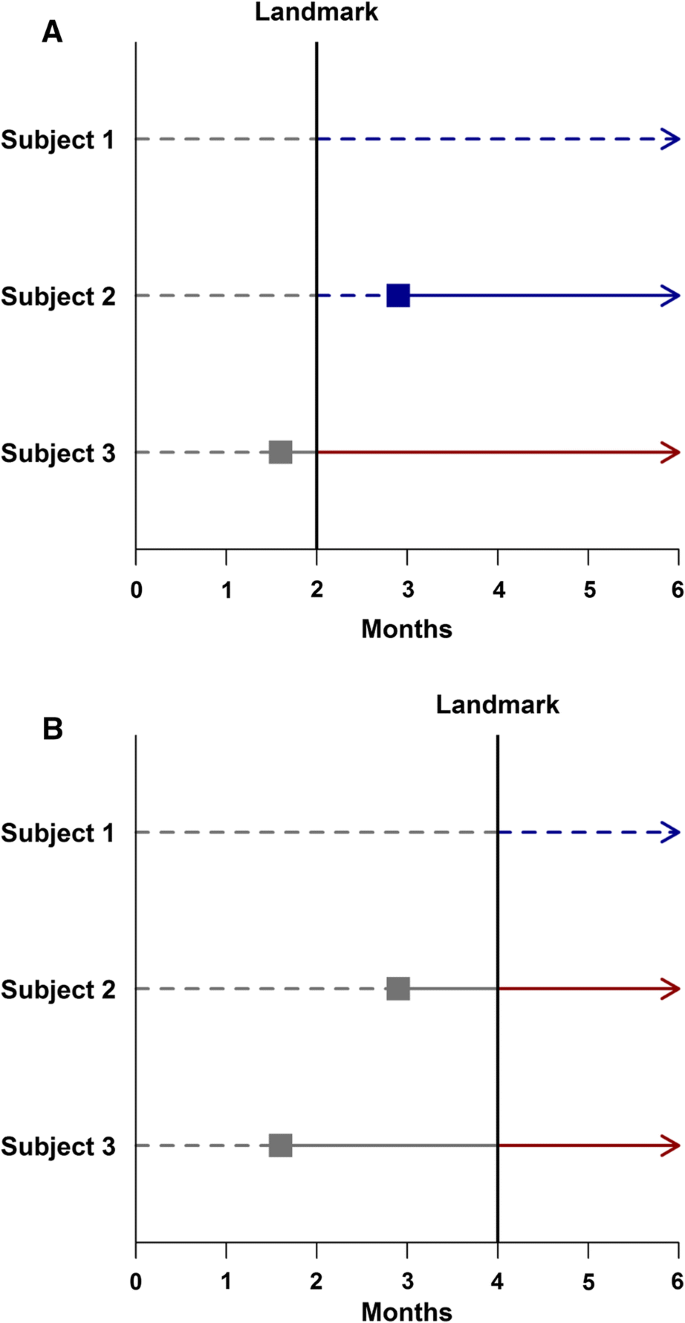 A
Landmark
Subject 1
Subject 2
Subject 3
0 1 2 3 4 5 6
Months
B
Landmark
Subject 1
Subject 2
Subject 3
0 1 2 3 4 5 6
Months